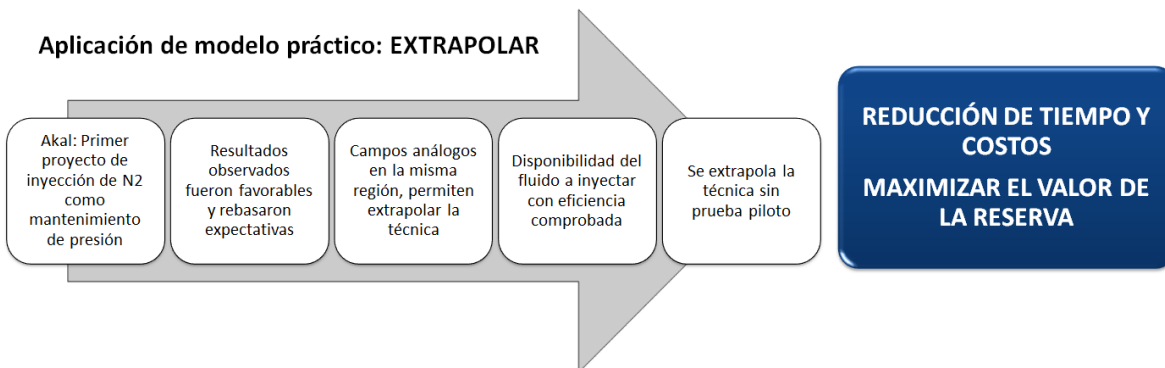 Aplicación de modelo práctico: EXTRAPOLAR
Akal: Primer
proyecto de
inyección de N2
como
mantenimiento
de presión
Resultados
observados
fueron favorables
y rebasaron
expectativas
Campos análogos
en la misma
región, permiten
extrapolar la
técnica
Disponibilidad del
fluido a inyectar
con eficiencia
comprobada
Se extrapola la
técnica sin
prueba piloto
REDUCCIÓN DE TIEMPO Y
COSTOS
MAXIMIZAR EL VALOR DE
LA RESERVA